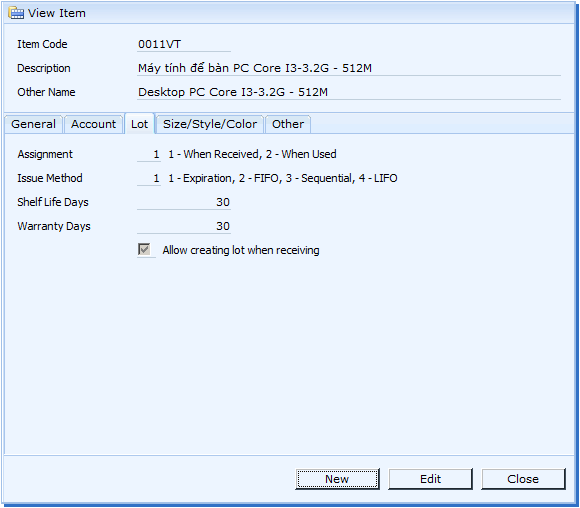 View Item
Item Code 0011VT
Description Máy tính để bàn PC Core I3-3.2G - 512M
Other Name Desktop PC Core I3-3.2G - 512M
General Account Lot Size/Style/Color Other
Assignment 1 1 - When Received, 2 - When Used
Issue Method 1 1 - Expiration, 2 - FIFO, 3 - Sequential, 4 - LIFO
Shelf Life Days 30
Warranty Days 30
Allow creating lot when receiving
New Edit Close